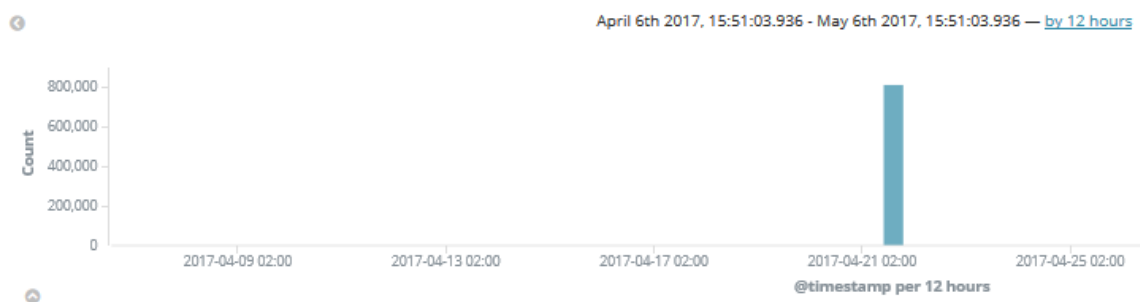 April 6th 2017, 15:51:03.936 - May 6th 2017, 15:51:03.936 — by 12 hours
800,000
600,000
400,000
200,000
0
Count
2017-04-09 02:00 2017-04-13 02:00 2017-04-17 02:00 2017-04-21 02:00 2017-04-25 02:00
@timestamp per 12 hours